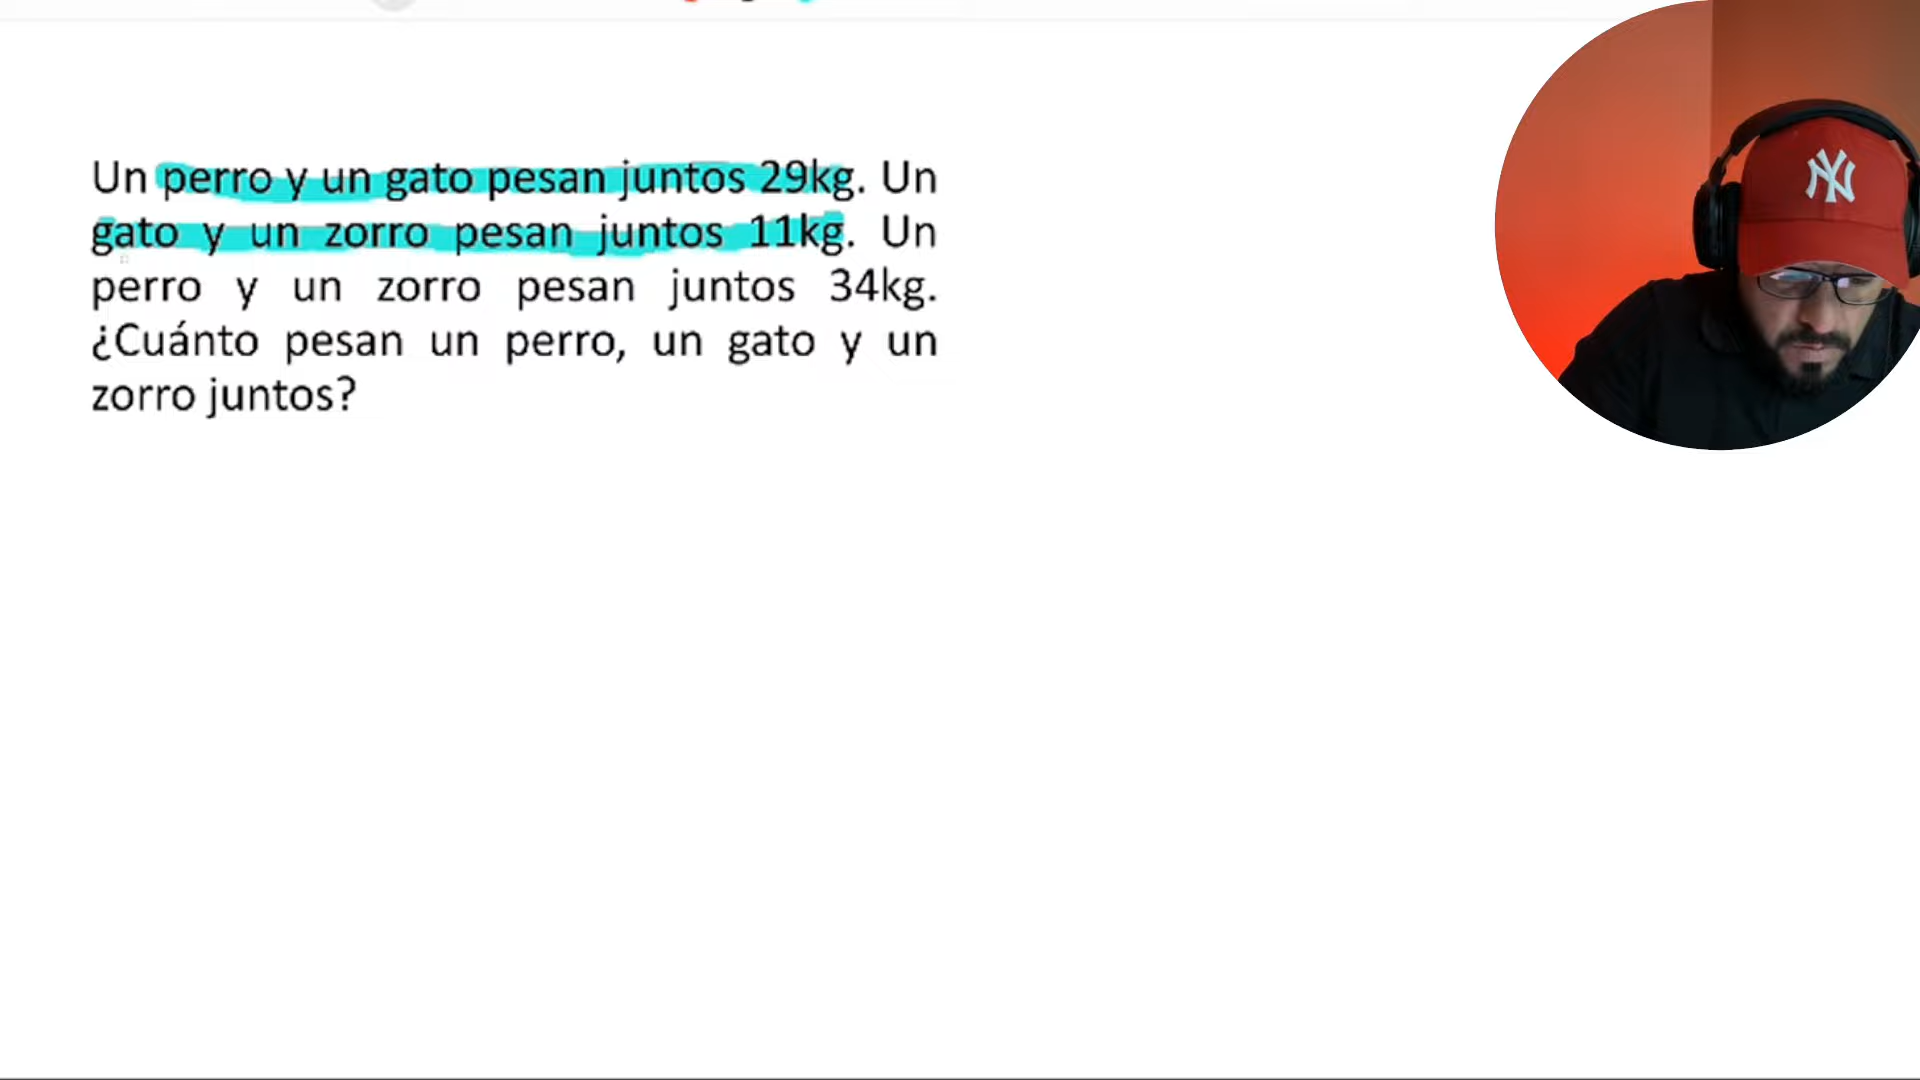 Un perro y un gato pesan juntos 29kg. Un
gato y un zorro pesan juntos 11kg. Un
perro y un zorro pesan juntos 34kg.
¿Cuánto pesan un perro, un gato y un
zorro juntos?
NY